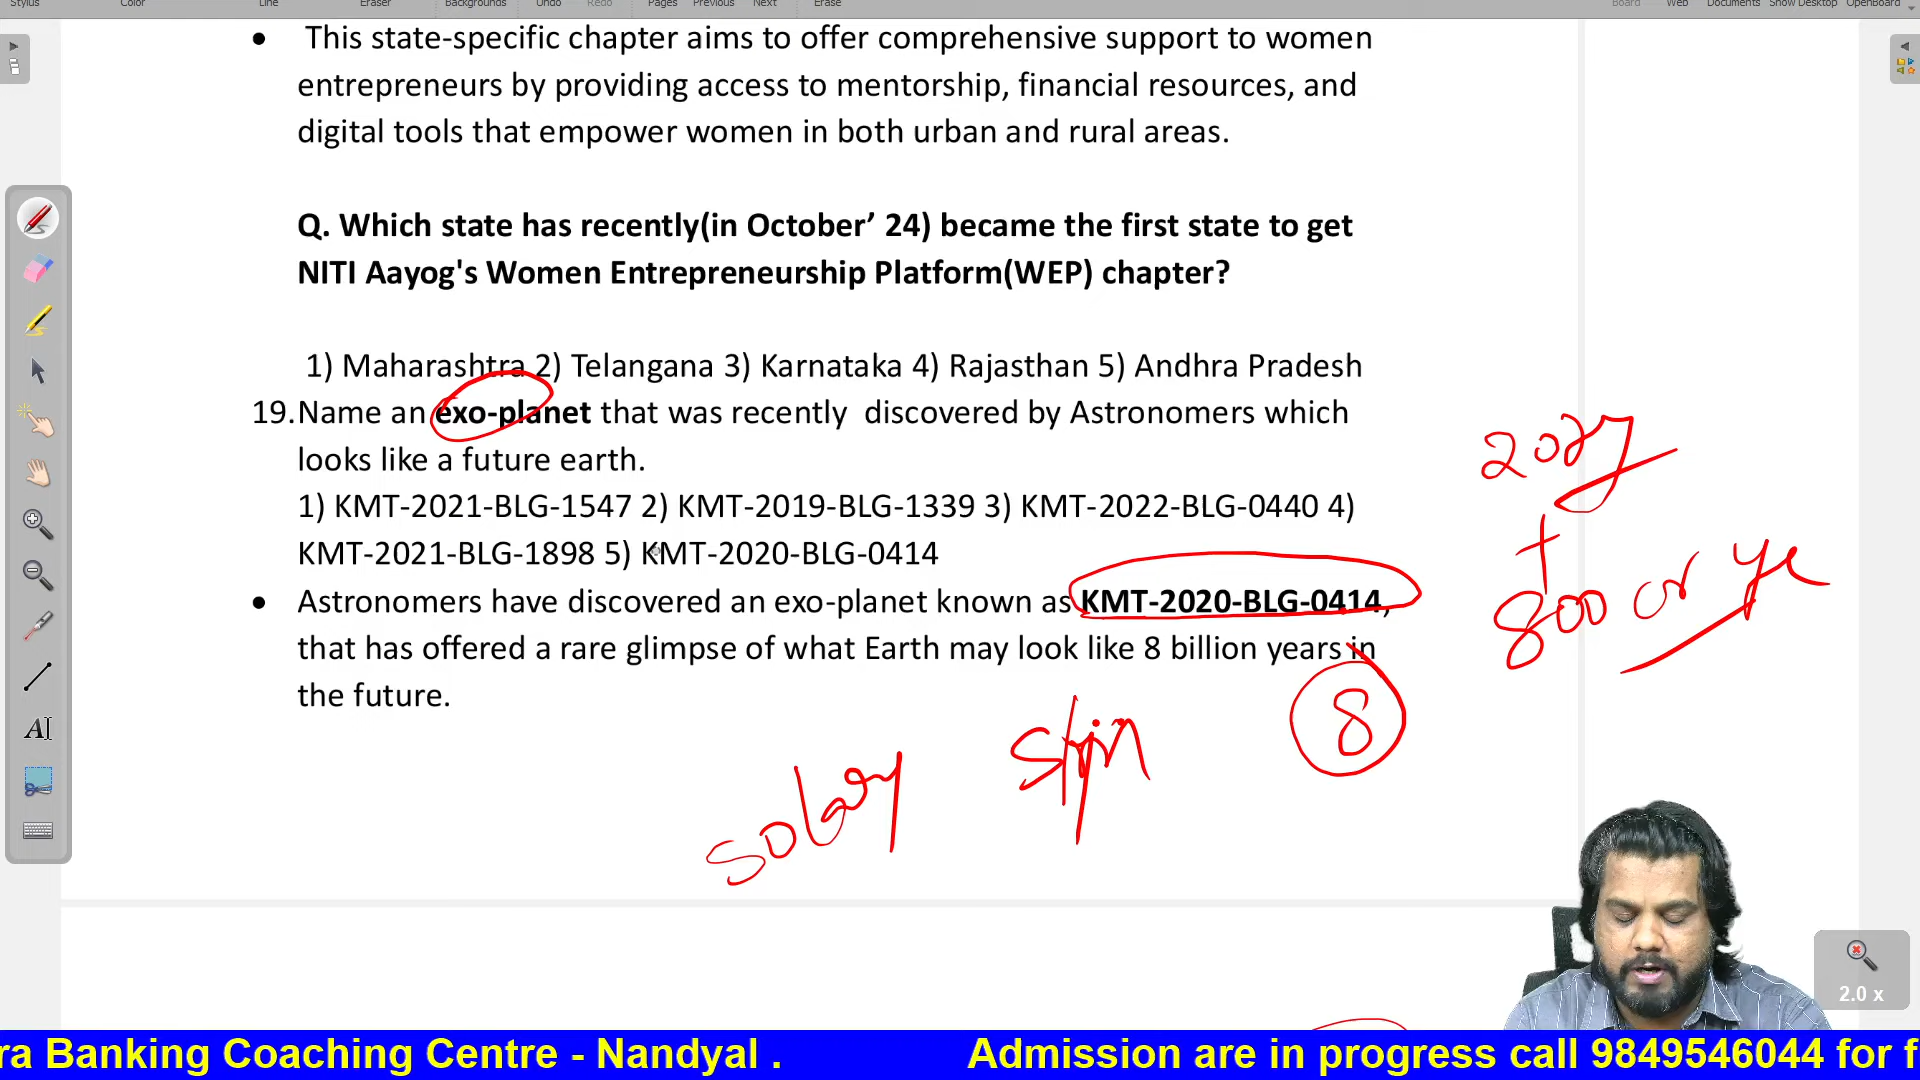 Stylus Color Line Eraser Backgrounds Undo Redo Pages Previous Next Erase Board Web Documents Show Desktop OpenBoard
• This state-specific chapter aims to offer comprehensive support to women
entrepreneurs by providing access to mentorship, financial resources, and
digital tools that empower women in both urban and rural areas.
Q. Which state has recently(in October’ 24) became the first state to get
NITI Aayog's Women Entrepreneurship Platform(WEP) chapter?
1) Maharashtra 2) Telangana 3) Karnataka 4) Rajasthan 5) Andhra Pradesh
19. Name an exo-planet that was recently discovered by Astronomers which
looks like a future earth.
1) KMT-2021-BLG-1547 2) KMT-2019-BLG-1339 3) KMT-2022-BLG-0440 4)
KMT-2021-BLG-1898 5) KMT-2020-BLG-0414
• Astronomers have discovered an exo-planet known as KMT-2020-BLG-0414,
that has offered a rare glimpse of what Earth may look like 8 billion years in
the future.
+
800 cr
8
2.0 x
ra Banking Coaching Centre - Nandyal . Admission are in progress call 9849546044 for f